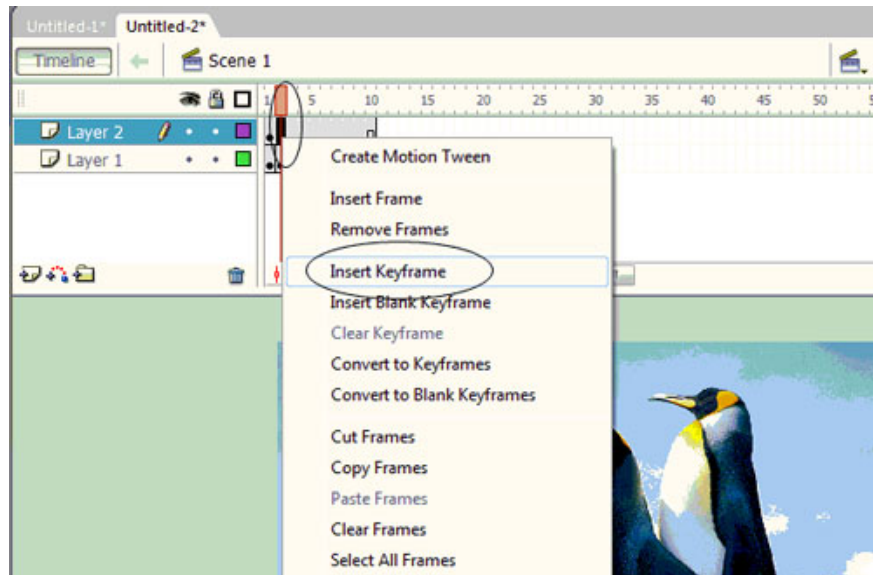 Untitled-1* Untitled-2*
Timeline Scene 1
1 5 10 15 20 25 30 35 40 45 50
Layer 2
Layer 1
Create Motion Tween
Insert Frame
Remove Frames
Insert Keyframe
Insert Blank Keyframe
Clear Keyframe
Convert to Keyframes
Convert to Blank Keyframes
Cut Frames
Copy Frames
Paste Frames
Clear Frames
Select All Frames